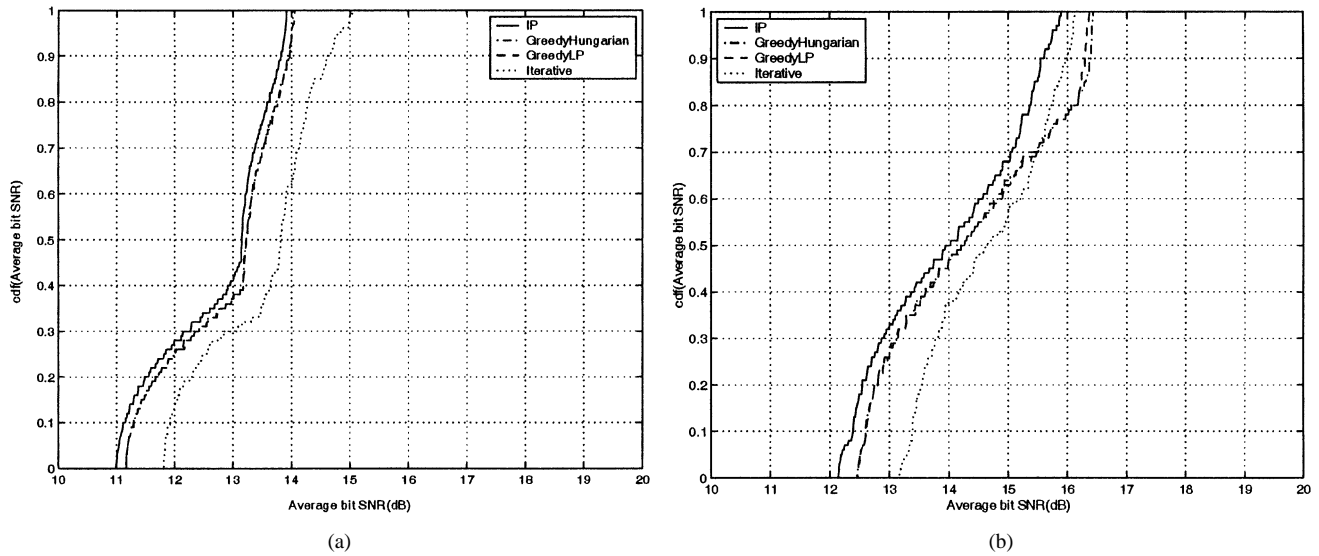 IP
GreedyHungarian
GreedyLP
Iterative
cdf(Average bit SNR)
1
0.9
0.8
0.7
0.6
0.5
0.4
0.3
0.2
0.1
0
10 11 12 13 14 15 16 17 18 19 20
Average bit SNR(dB)
(a)
IP
GreedyHungarian
GreedyLP
Iterative
cdf(Average bit SNR)
1
0.9
0.8
0.7
0.6
0.5
0.4
0.3
0.2
0.1
0
10 11 12 13 14 15 16 17 18 19 20
Average bit SNR(dB)
(b)